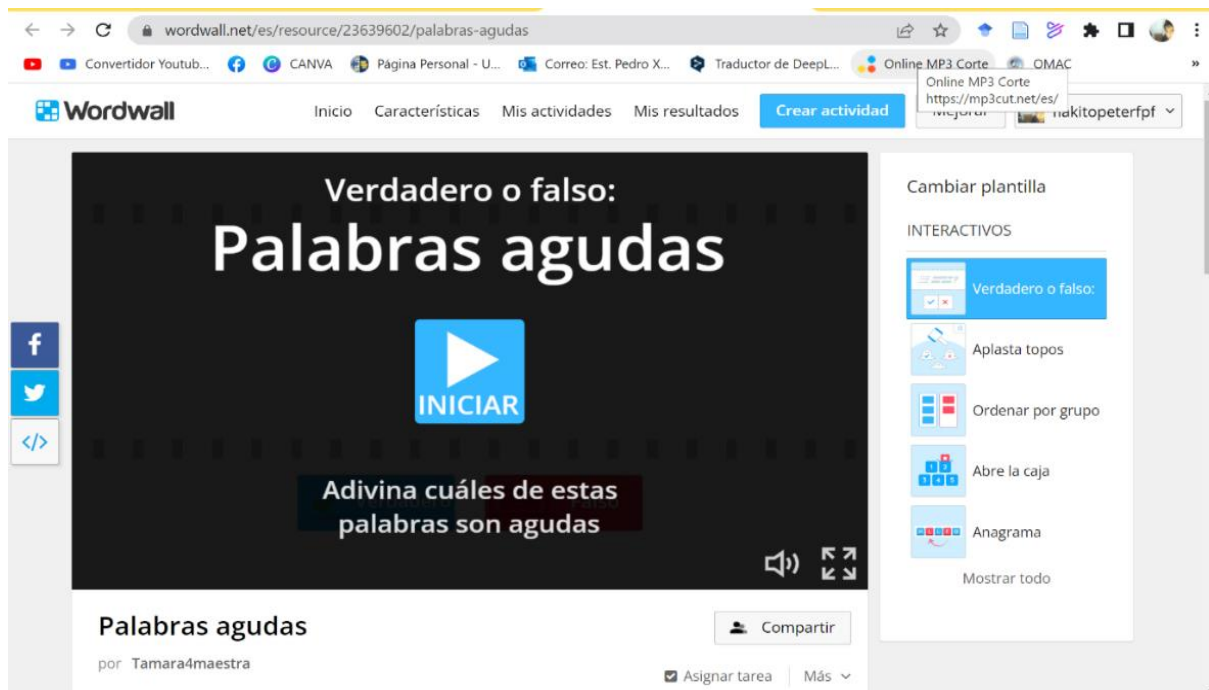 wordwall.net/es/resource/23639602/palabras-agudas
Convertidor Youtub...
CANVA
Página Personal - U...
Correo: Est. Pedro X...
Traductor de DeepL...
Online MP3 Corte
OMAC
»
Online MP3 Corte
https://mp3cut.net/es/
Wordwall
Inicio
Características
Mis actividades
Mis resultados
Crear actividad
Mejorar
Verdadero o falso:
Palabras agudas
INICIAR
Adivina cuáles de estas
palabras son agudas
f
</>
Cambiar plantilla
INTERACTIVOS
Verdadero o falso:
Aplasta topos
Ordenar por grupo
Abre la caja
Anagrama
Mostrar todo
Palabras agudas
Compartir
por Tamara4maestra
Asignar tarea
Más